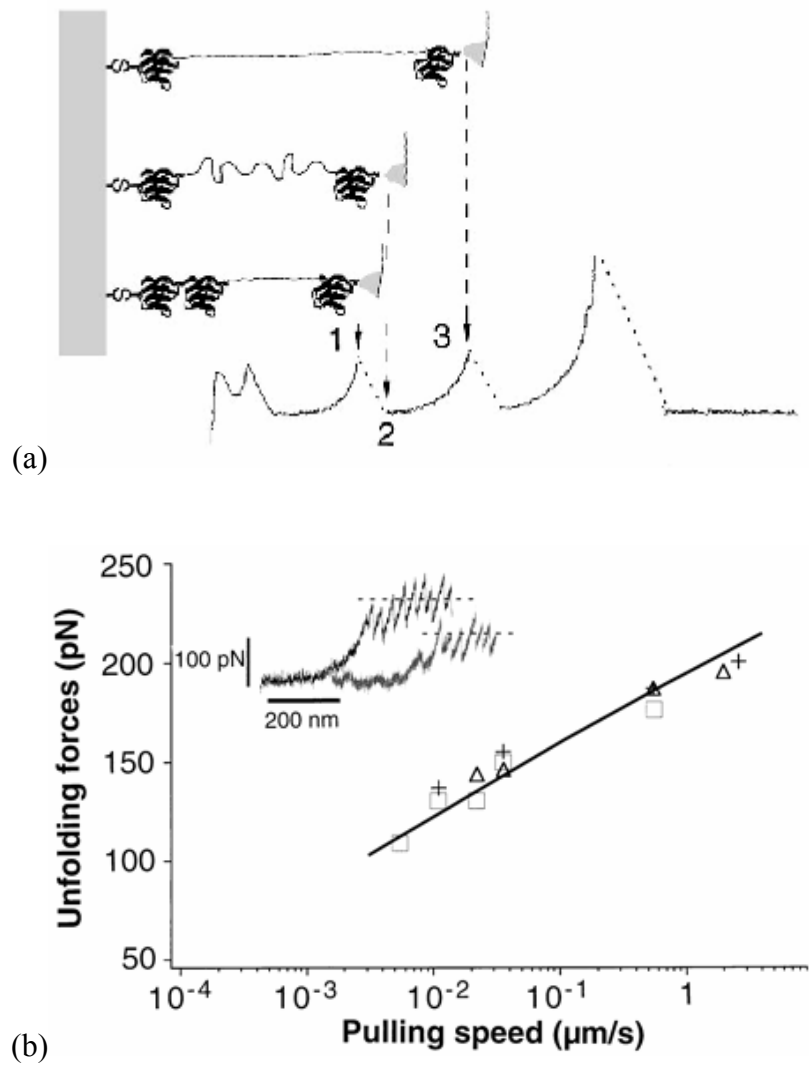 1
3
2
(a)
250
200
150
100
50
100 pN
200 nm
Unfolding forces (pN)
10⁻⁴
10⁻³
10⁻²
10⁻¹
1
Pulling speed (µm/s)
(b)